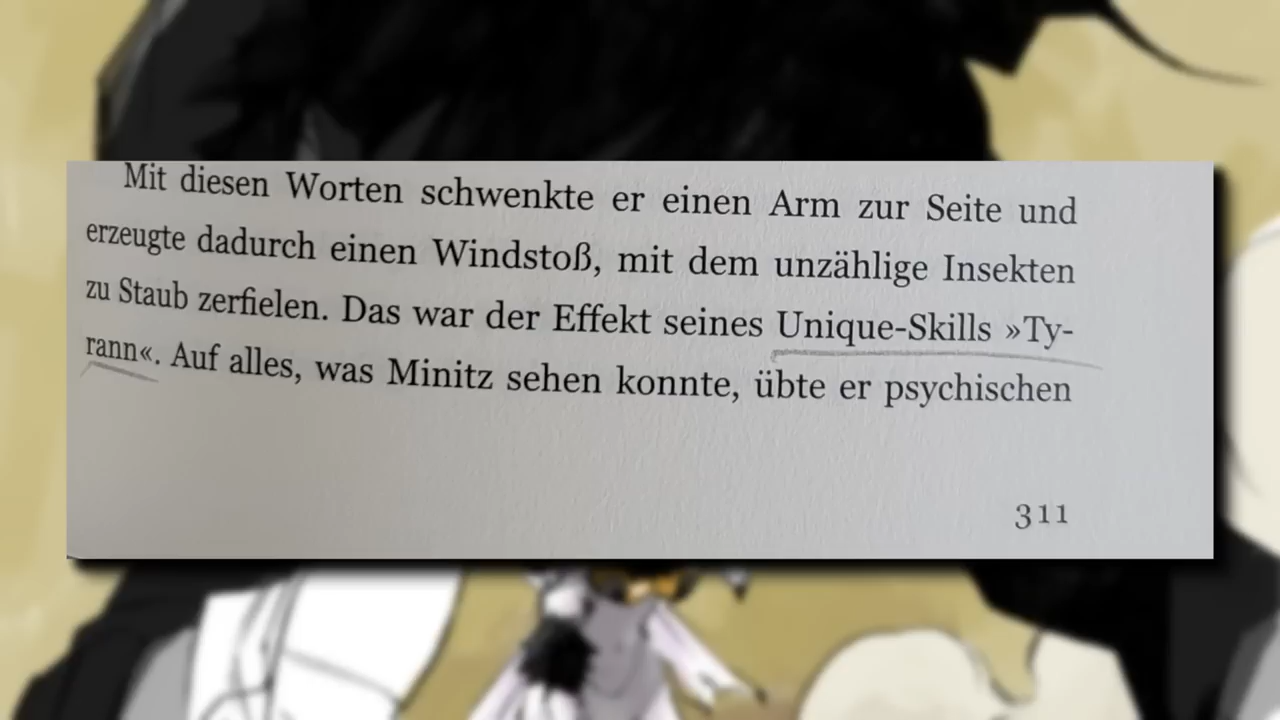 Mit diesen Worten schwenkte er einen Arm zur Seite und
erzeugte dadurch einen Windstoß, mit dem unzählige Insekten
zu Staub zerfielen. Das war der Effekt seines Unique-Skills »Ty-
rann«. Auf alles, was Minitz sehen konnte, übte er psychischen
311